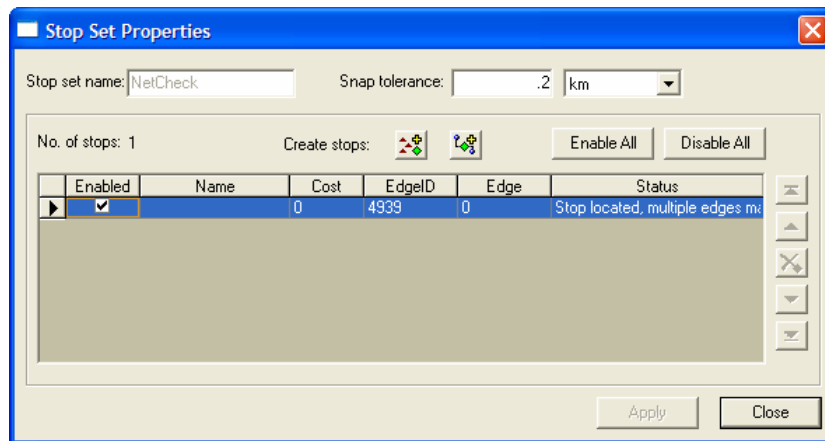 Stop Set Properties
Stop set name: NetCheck Snap tolerance: .2 km
No. of stops: 1 Create stops: Enable All Disable All
Enabled Name Cost EdgeID Edge Status
0 4939 0 Stop located, multiple edges
Apply Close